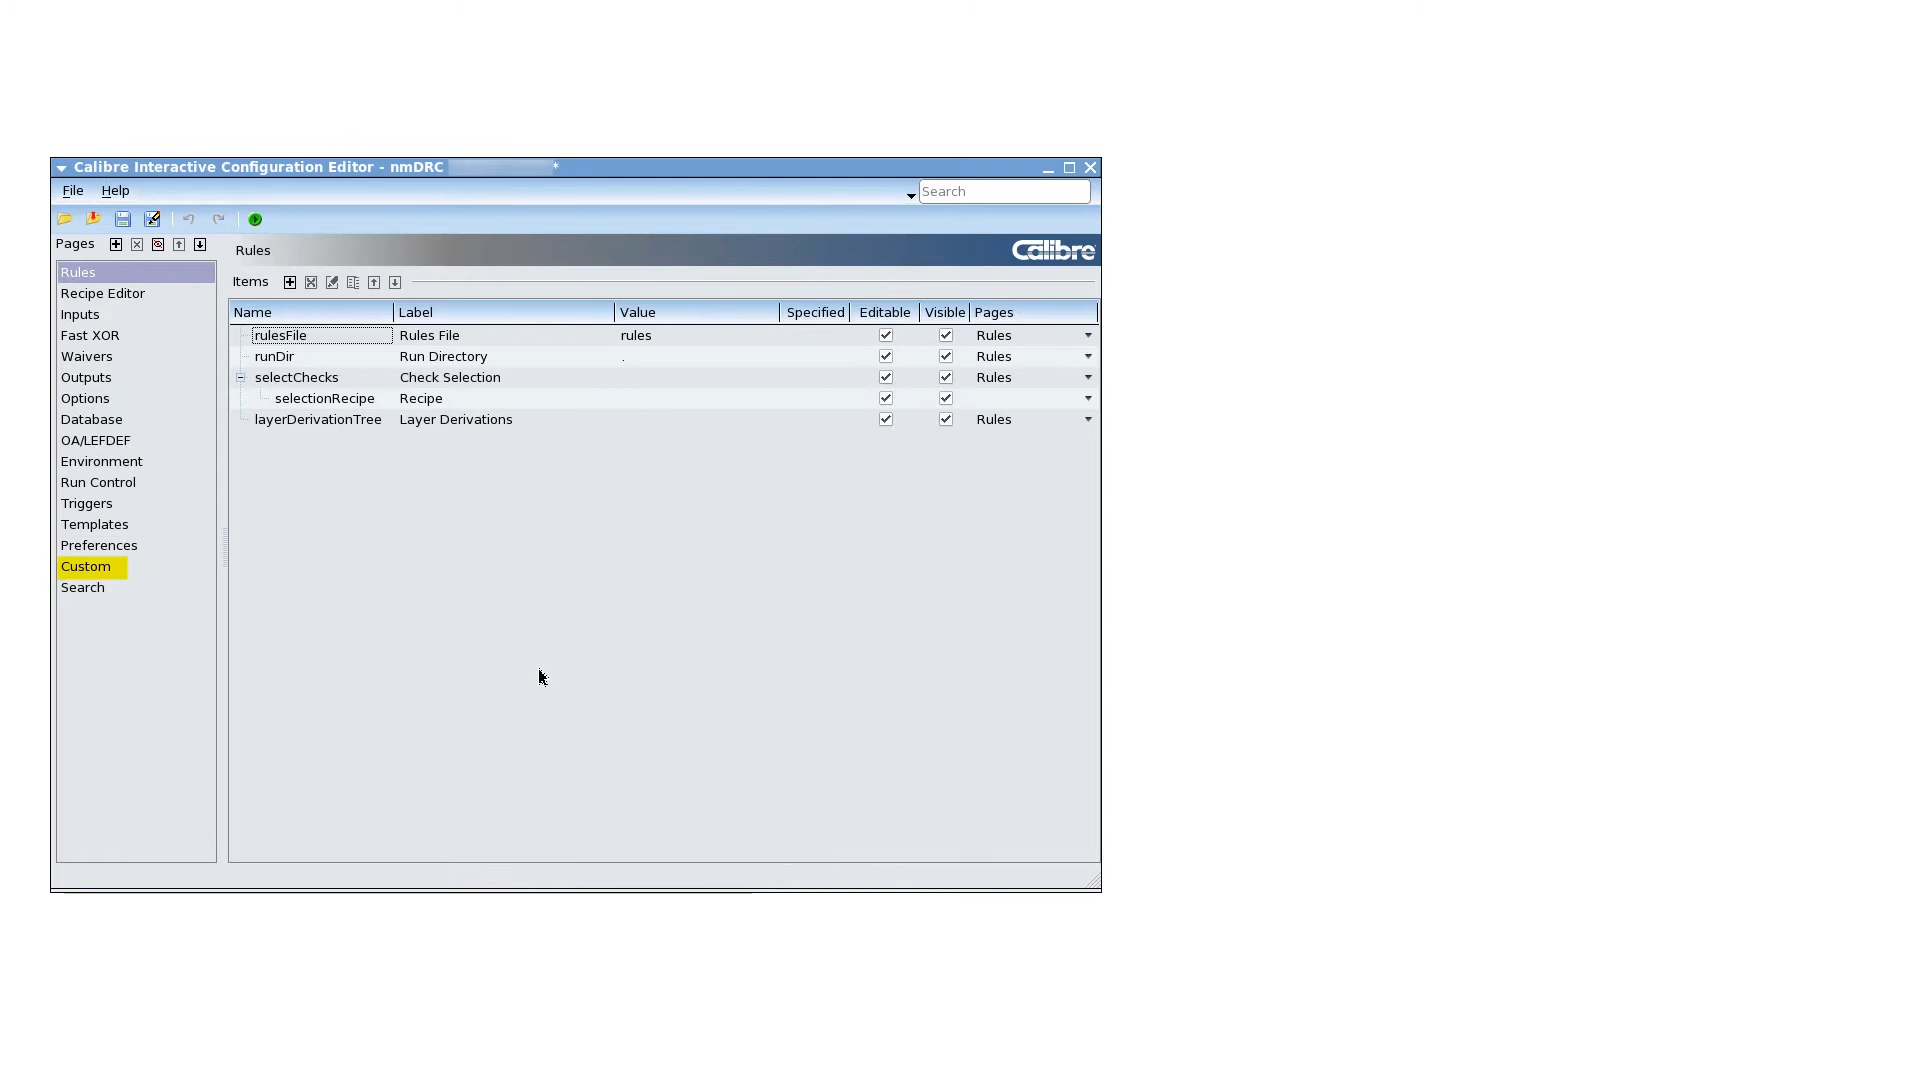 Calibre Interactive Configuration Editor - nmDRC *
File Help Search
Pages
Rules Calibre
Items
Rules
Recipe Editor
Inputs
Fast XOR
Waivers
Outputs
Options
Database
OA/LEFDEF
Environment
Run Control
Triggers
Templates
Preferences
Custom
Search
Name Label Value Specified Editable Visible Pages
rulesFile Rules File rules Rules
runDir Run Directory . Rules
selectChecks Check Selection Rules
selectionRecipe Recipe
layerDerivationTree Layer Derivations Rules